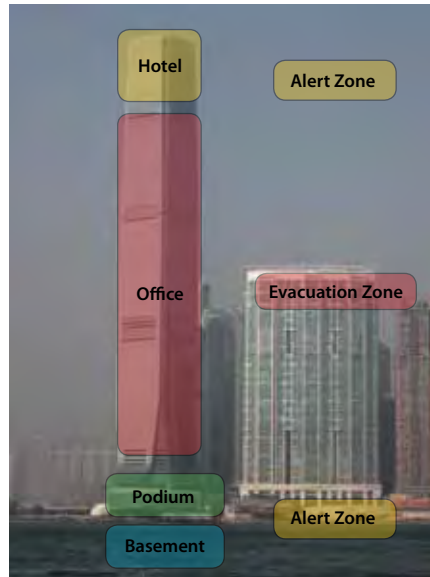 Hotel
Alert Zone
Office
Evacuation Zone
Podium
Alert Zone
Basement